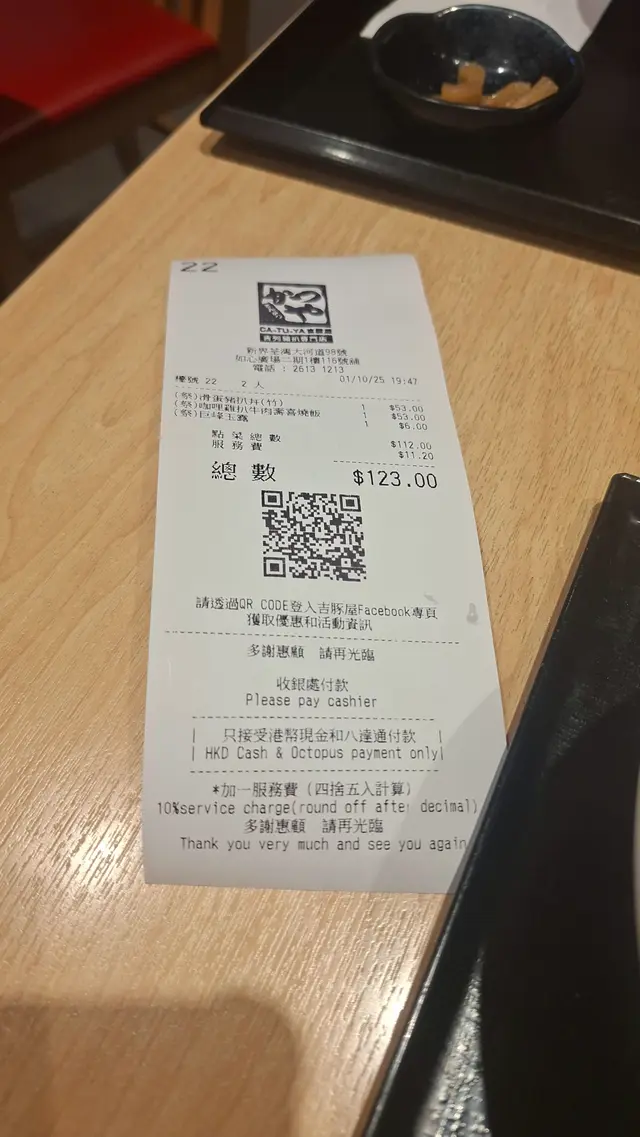 22
かつや
CA-TU-YA 吉豚屋
吉列豬扒專門店
新界荃灣大河道98號
如心廣場二期1樓116號舖
電話 : 2613 1213
檯號 22 2 人 01/10/25 19:47
(祭)滑蛋豬扒丼(竹) 1 $53.00
(祭)咖哩雞扒牛肉壽喜燒飯 1 $53.00
(祭)巨峰玉露 1 $6.00
點菜總數 $112.00
服務費 $11.20
總數 $123.00
請透過QR CODE登入吉豚屋Facebook專頁
獲取優惠和活動資訊
多謝惠顧 請再光臨
收銀處付款
Please pay cashier
只接受港幣現金和八達通付款
HKD Cash & Octopus payment only
*加一服務費 (四捨五入計算)
10%service charge(round off after decimal)
多謝惠顧 請再光臨
Thank you very much and see you again